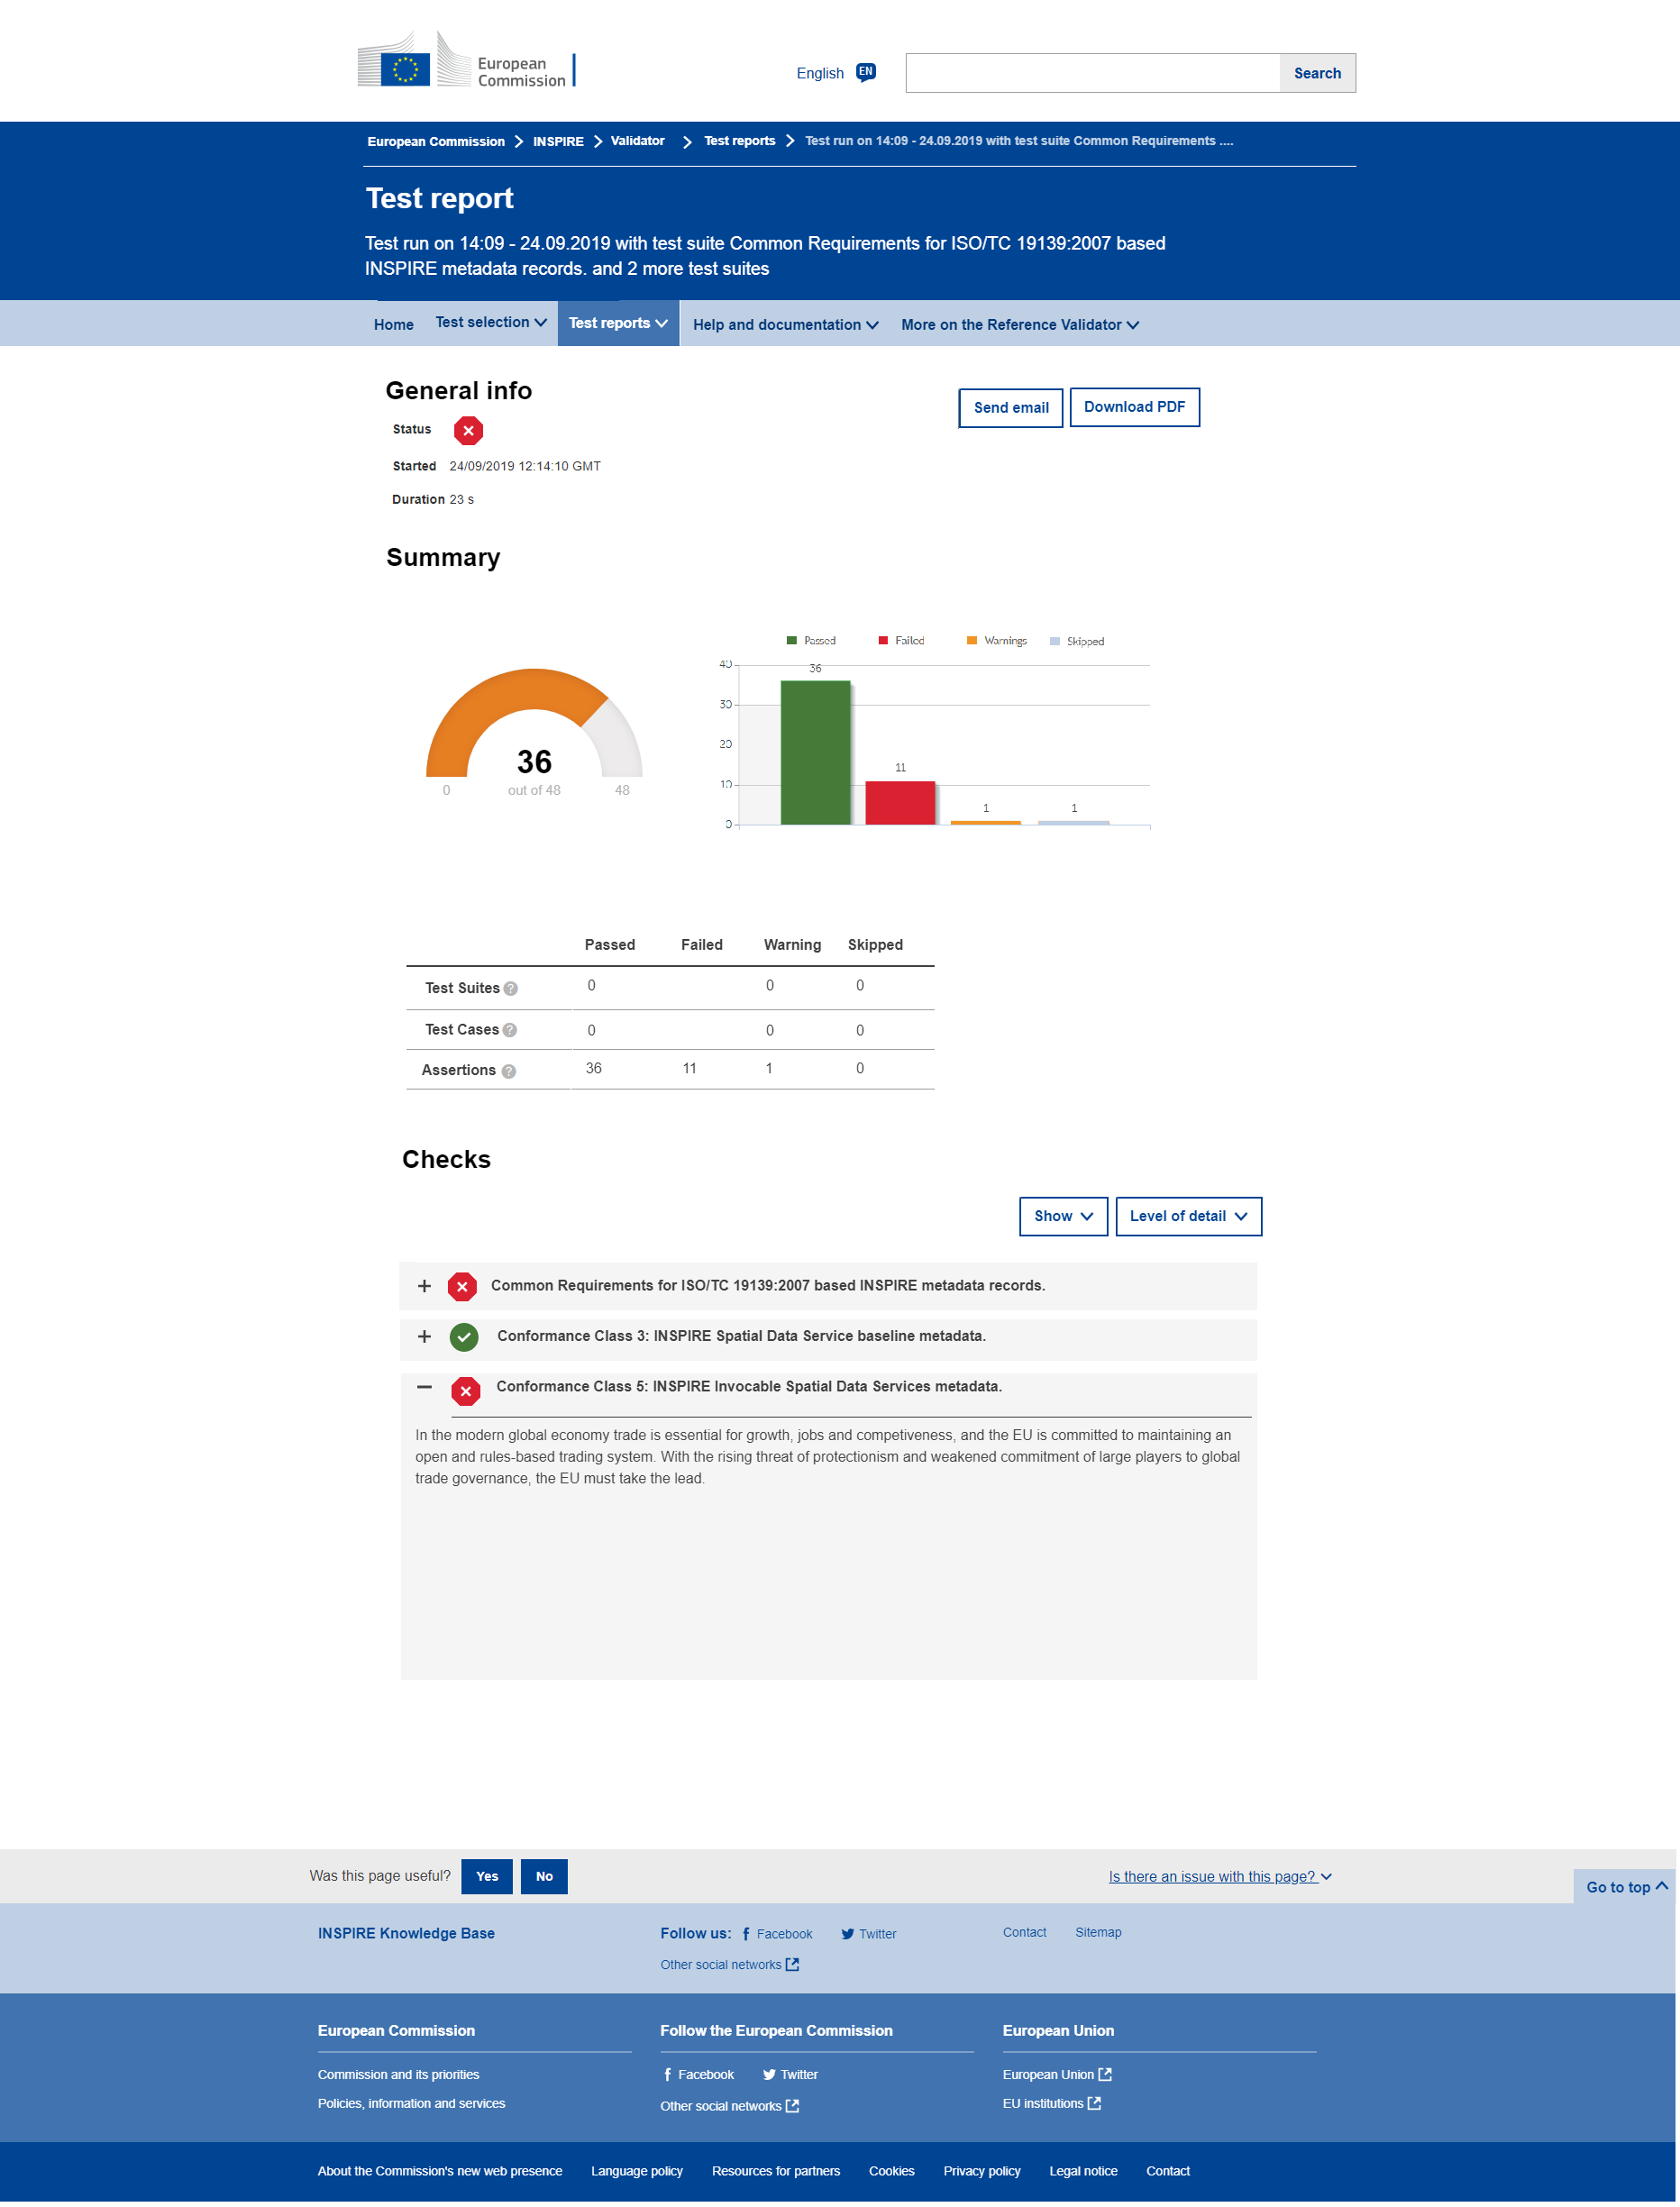 European
Commission
English EN Search
European Commission INSPIRE Validator Test reports Test run on 14:09 - 24.09.2019 with test suite Common Requirements ....
Test report
Test run on 14:09 - 24.09.2019 with test suite Common Requirements for ISO/TC 19139:2007 based
INSPIRE metadata records. and 2 more test suites
Home Test selection Test reports Help and documentation More on the Reference Validator
General info
Send email Download PDF
Status
Started 24/09/2019 12:14:10 GMT
Duration 23 s
Summary
36
0 out of 48 48
Passed Failed Warnings Skipped
40
36
30
20
11
10
1 1
0
Passed Failed Warning Skipped
Test Suites ? 0 0 0
Test Cases ? 0 0 0
Assertions ? 36 11 1 0
Checks
Show Level of detail
Common Requirements for ISO/TC 19139:2007 based INSPIRE metadata records.
Conformance Class 3: INSPIRE Spatial Data Service baseline metadata.
Conformance Class 5: INSPIRE Invocable Spatial Data Services metadata.
In the modern global economy trade is essential for growth, jobs and competiveness, and the EU is committed to maintaining an
open and rules-based trading system. With the rising threat of protectionism and weakened commitment of large players to global
trade governance, the EU must take the lead.
Was this page useful? Yes No Is there an issue with this page?
Go to top
INSPIRE Knowledge Base Follow us: Facebook Twitter Contact Sitemap
Other social networks
European Commission Follow the European Commission European Union
Commission and its priorities Facebook Twitter European Union
Policies, information and services Other social networks EU institutions
About the Commission's new web presence Language policy Resources for partners Cookies Privacy policy Legal notice Contact